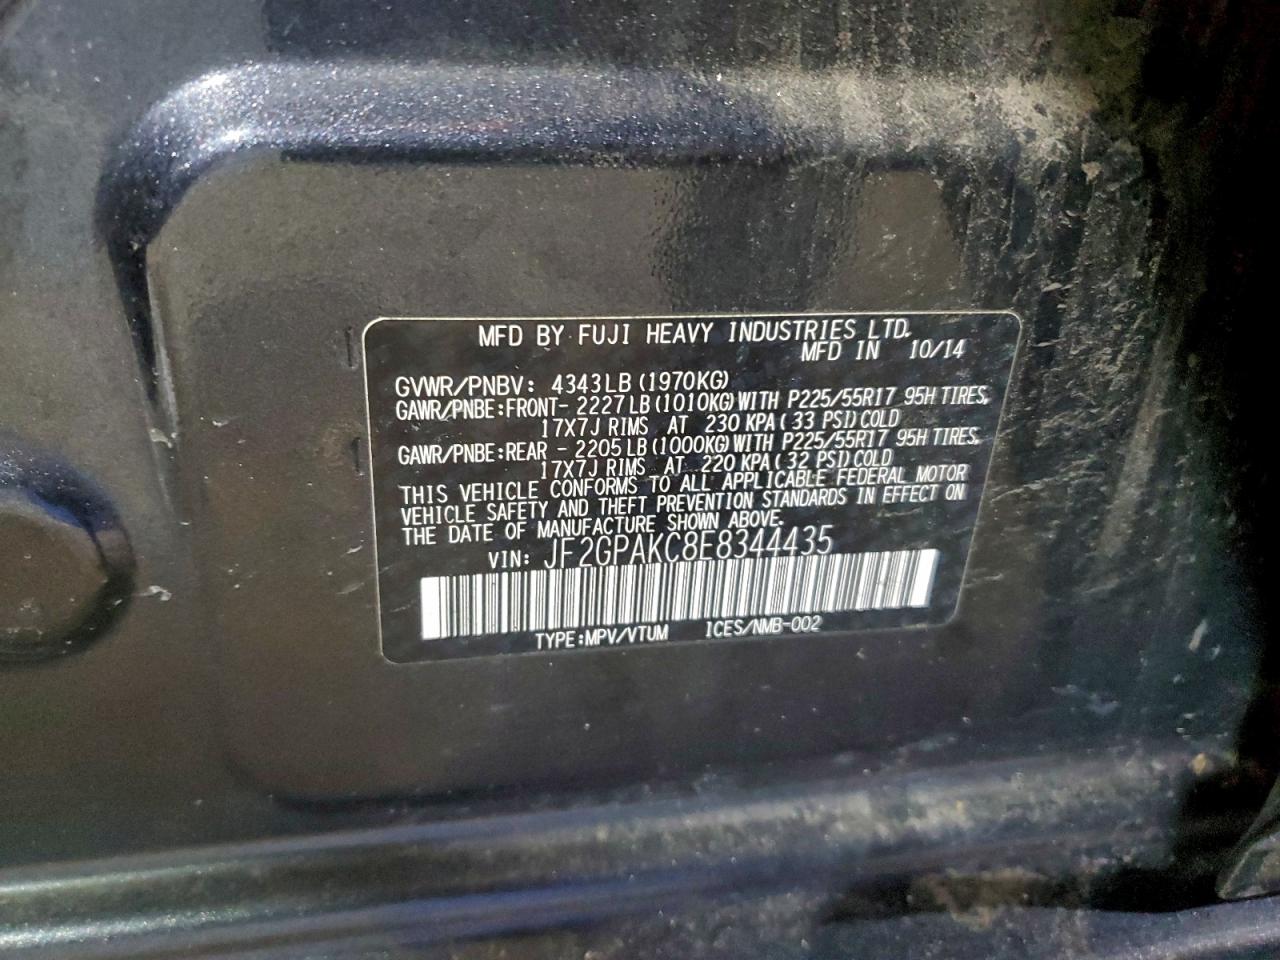 MFD BY FUJI HEAVY INDUSTRIES LTD.
MFD IN 10/14
GVWR/PNBV: 4343LB (1970KG)
GAWR/PNBE:FRONT- 2227LB (1010KG) WITH P225/55R17 95H TIRES,
17X7J RIMS AT 230 KPA (33 PSI) COLD
GAWR/PNBE:REAR - 2205LB (1000KG) WITH P225/55R17 95H TIRES,
17X7J RIMS AT 220 KPA (32 PSI) COLD
THIS VEHICLE CONFORMS TO ALL APPLICABLE FEDERAL MOTOR
VEHICLE SAFETY AND THEFT PREVENTION STANDARDS IN EFFECT ON
THE DATE OF MANUFACTURE SHOWN ABOVE.
VIN: JF2GPAKC8E8344435
TYPE:MPV/VTUM ICES/NMB-002